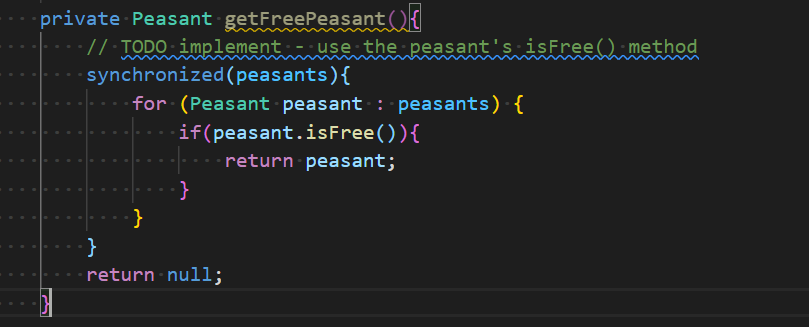 private Peasant getFreePeasant(){
// TODO implement - use the peasant's isFree() method
synchronized(peasants){
for (Peasant peasant : peasants) {
if(peasant.isFree()){
return peasant;
}
}
}
return null;
}